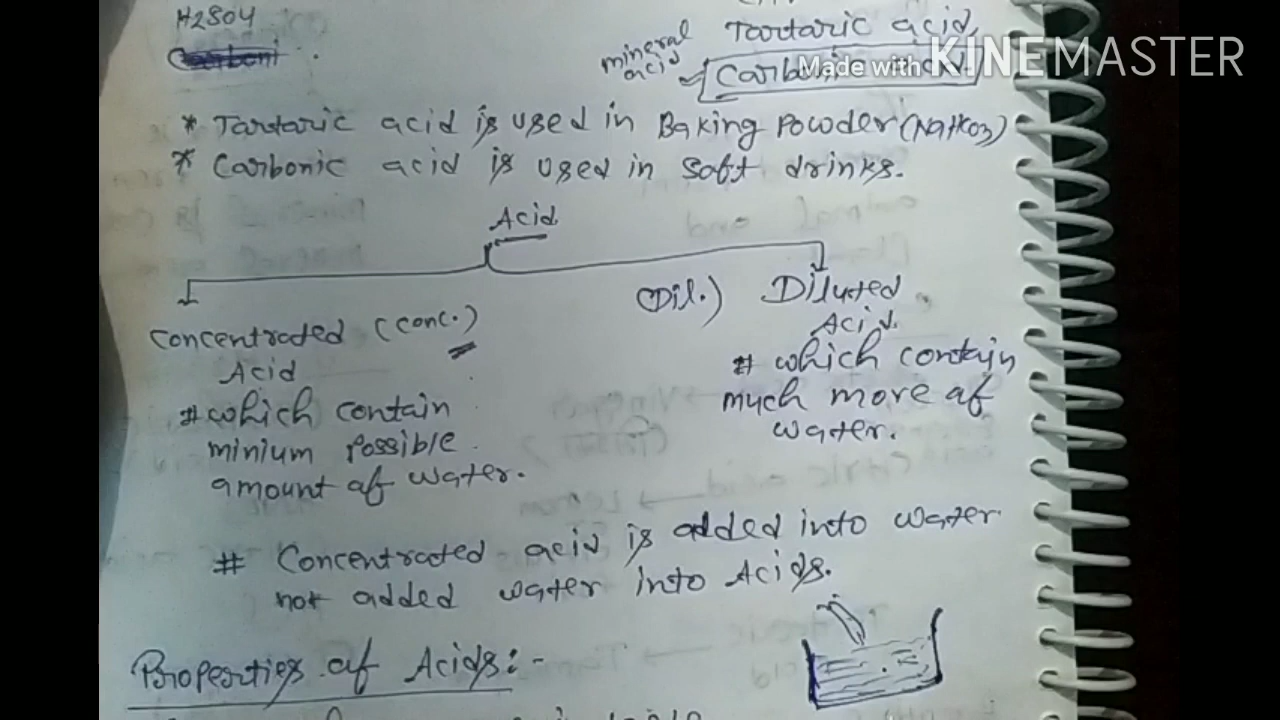 H2SO4
Carboni
mineral
acid
Tartaric acid
Carbonic
Made with KINEMASTER
* Tartaric acid is used in Baking Powder (NaHCO3)
* Carbonic acid is used in Soft drinks.
Acid
Concentrated (conc.)
Acid
# which contain
minium possible
amount of water.
(Dil.) Diluted
Acid.
# which contain
much more of
water.
# Concentrated acid is added into water
not added water into Acids.
Properties of Acids:-